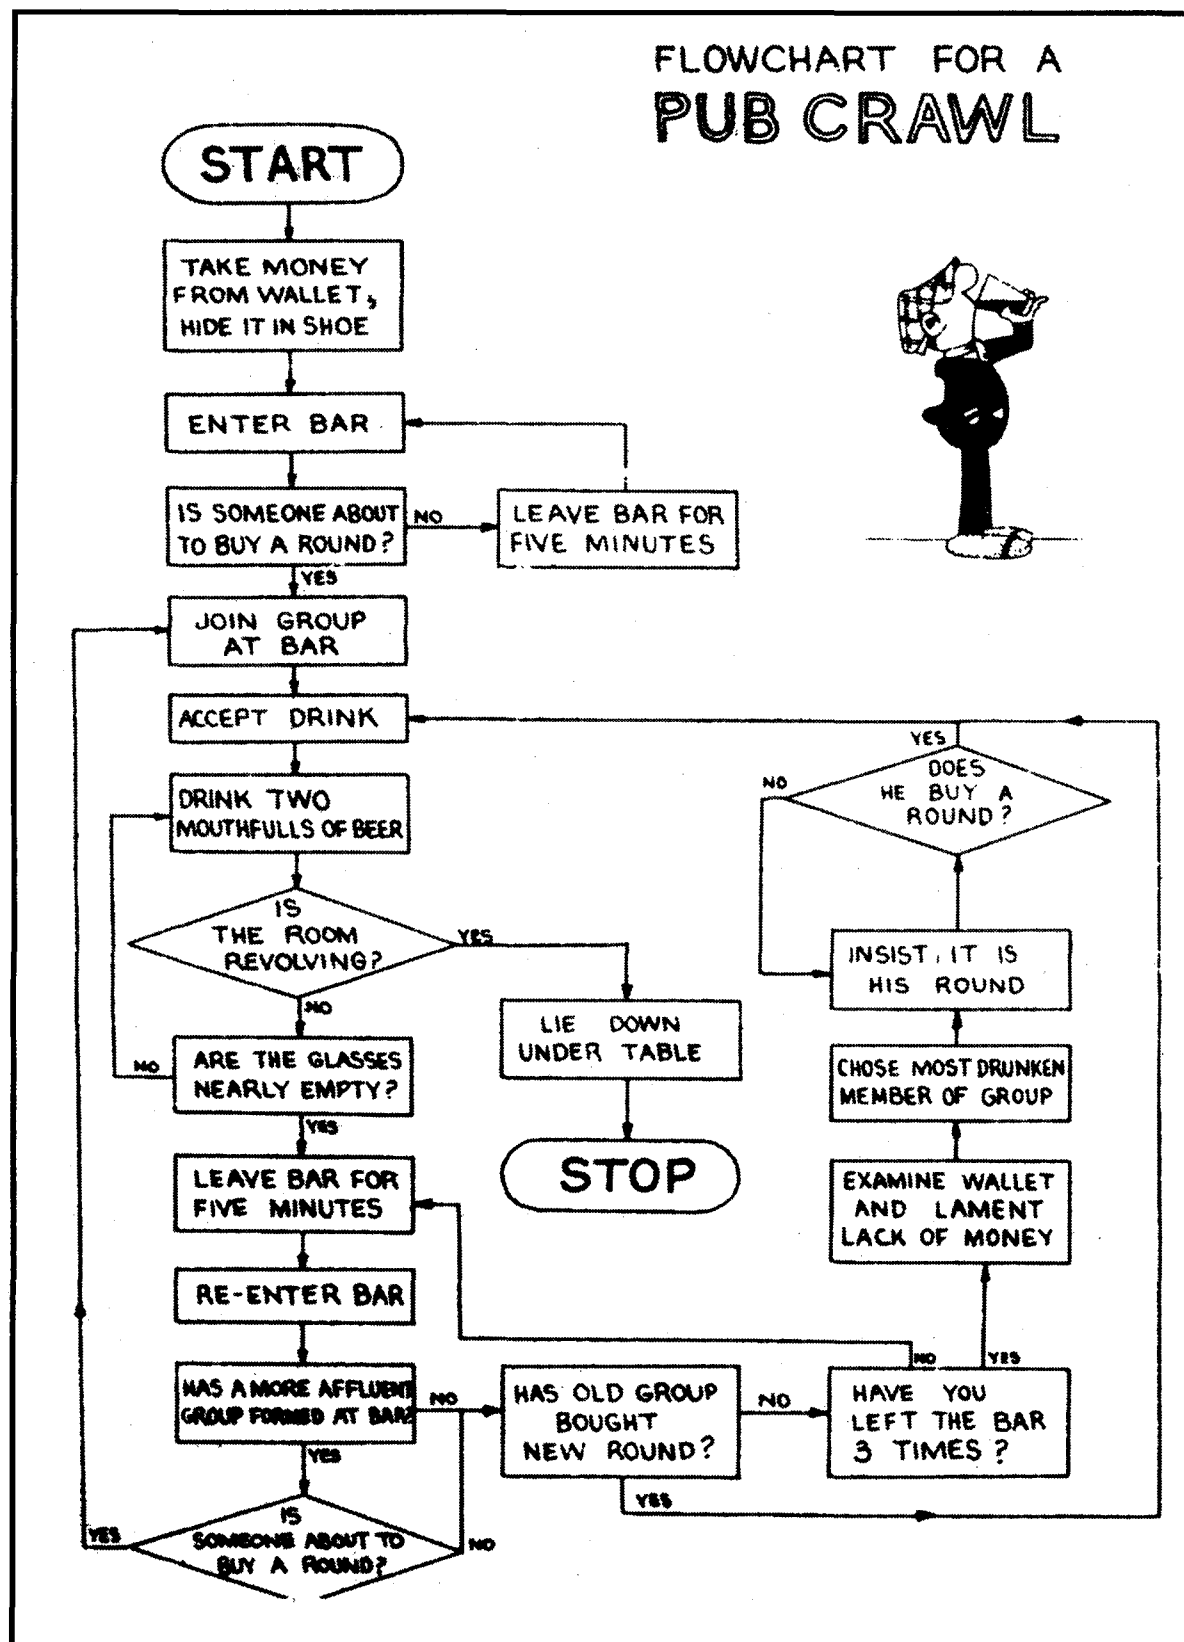 FLOWCHART FOR A
PUB CRAWL
START
TAKE MONEY
FROM WALLET,
HIDE IT IN SHOE
ENTER BAR
IS SOMEONE ABOUT
TO BUY A ROUND?
NO
LEAVE BAR FOR
FIVE MINUTES
YES
JOIN GROUP
AT BAR
ACCEPT DRINK
DRINK TWO
MOUTHFULLS OF BEER
IS
THE ROOM
REVOLVING?
YES
LIE DOWN
UNDER TABLE
STOP
NO
ARE THE GLASSES
NEARLY EMPTY?
NO
YES
LEAVE BAR FOR
FIVE MINUTES
RE-ENTER BAR
HAS A MORE AFFLUENT
GROUP FORMED AT BAR?
NO
YES
IS
SOMEONE ABOUT TO
BUY A ROUND?
YES
NO
HAS OLD GROUP
BOUGHT
NEW ROUND?
NO
YES
HAVE YOU
LEFT THE BAR
3 TIMES?
NO
YES
EXAMINE WALLET
AND LAMENT
LACK OF MONEY
CHOSE MOST DRUNKEN
MEMBER OF GROUP
INSIST, IT IS
HIS ROUND
DOES
HE BUY A
ROUND?
NO
YES